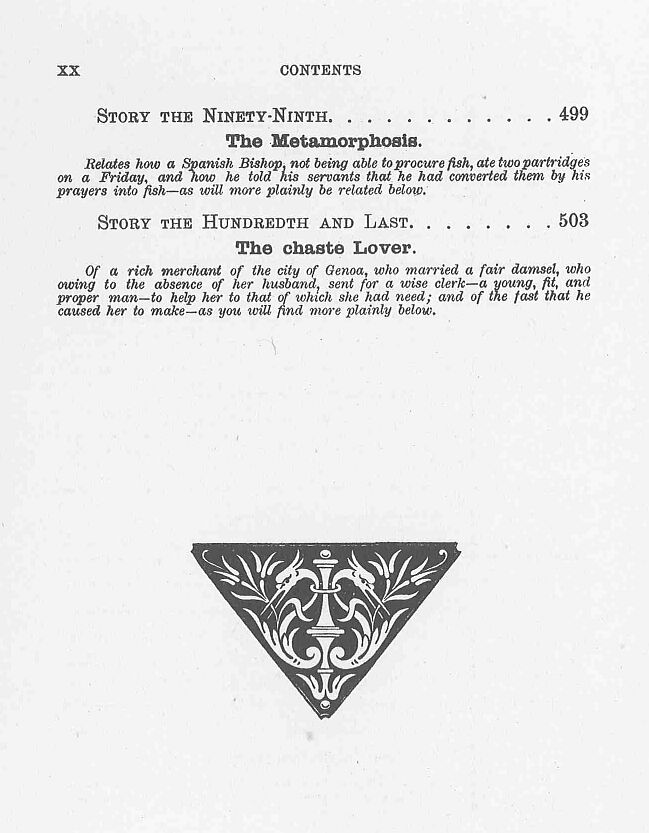 XX CONTENTS
STORY THE NINETY-NINTH. . . . . . . . . . . . . 499
The Metamorphosis.
Relates how a Spanish Bishop, not being able to procure fish, ate two partridges
on a Friday, and how he told his servants that he had converted them by his
prayers into fish—as will more plainly be related below.
STORY THE HUNDREDTH AND LAST. . . . . . . . . 503
The chaste Lover.
Of a rich merchant of the city of Genoa, who married a fair damsel, who
owing to the absence of her husband, sent for a wise clerk—a young, fit, and
proper man—to help her to that of which she had need; and of the fast that he
caused her to make—as you will find more plainly below.